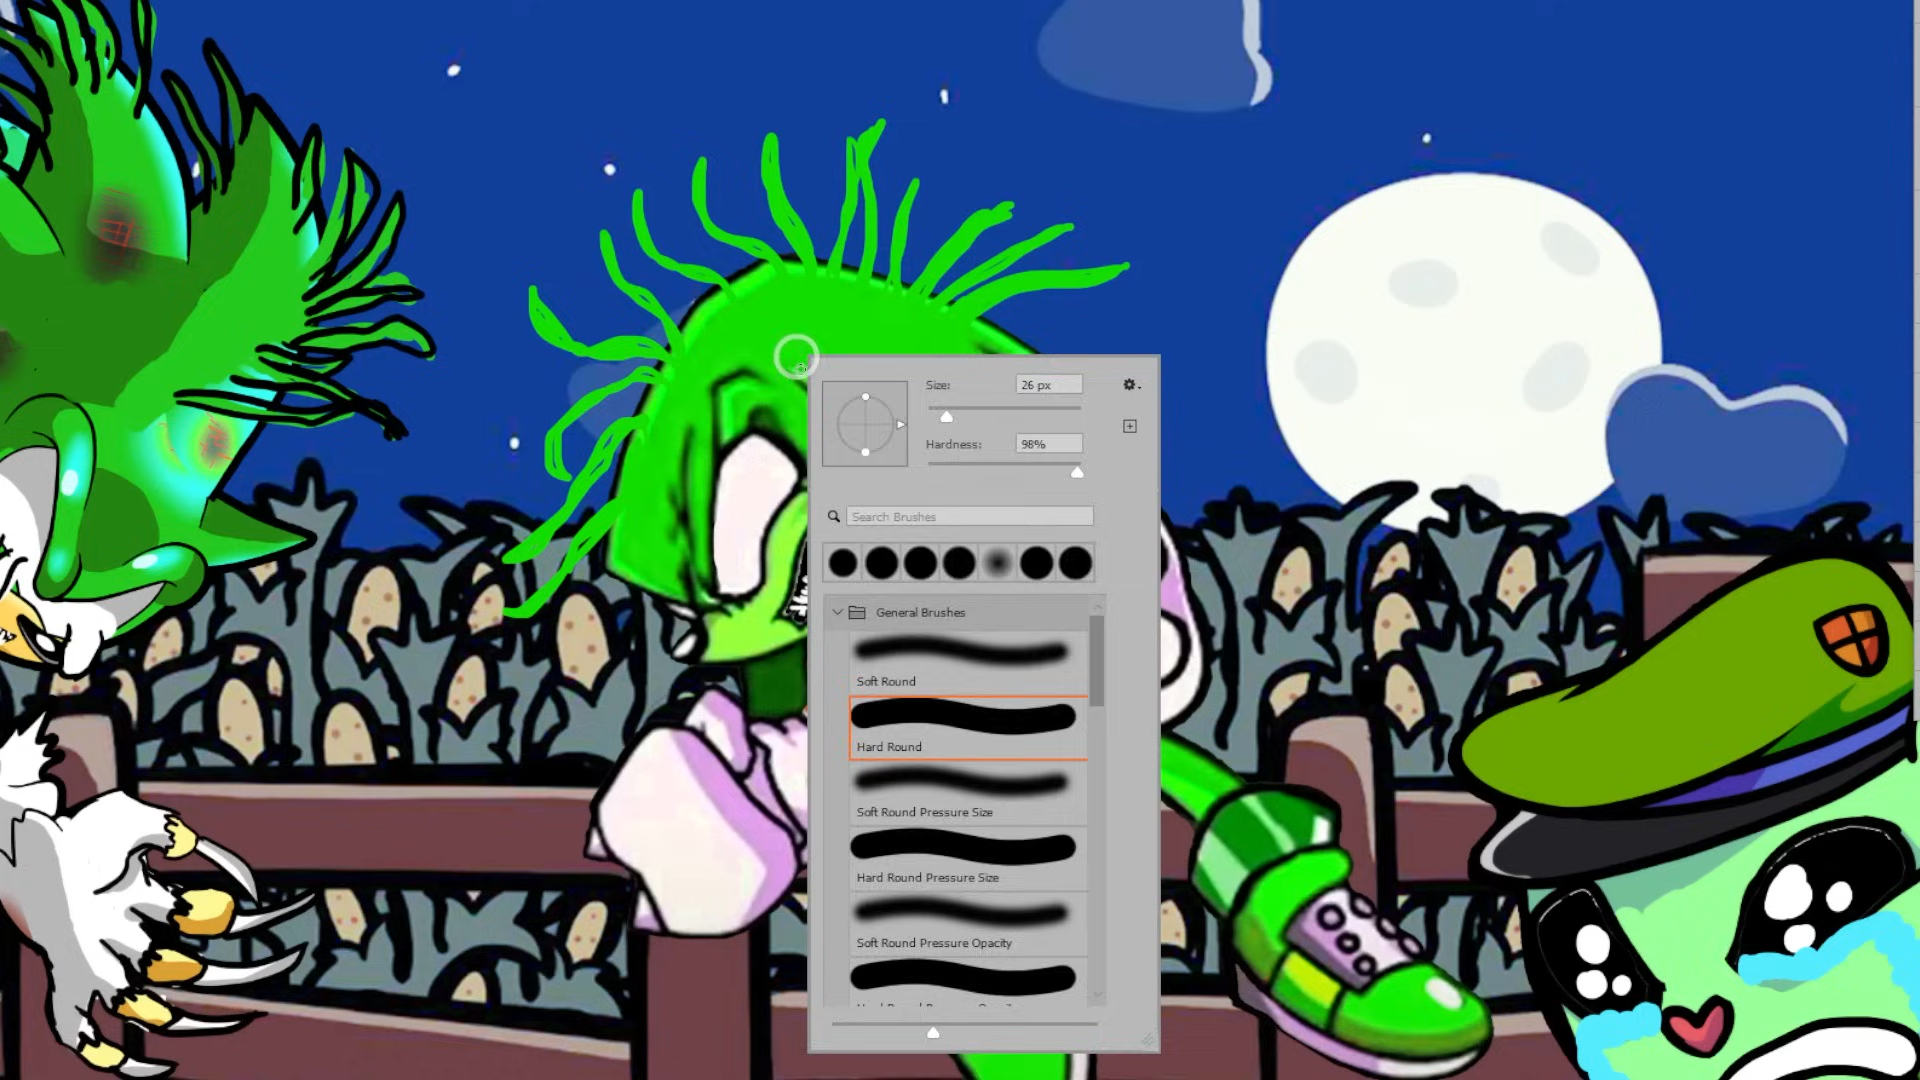 Size:
26 px
Hardness:
98%
Search Brushes
General Brushes
Soft Round
Hard Round
Soft Round Pressure Size
Hard Round Pressure Size
Soft Round Pressure Opacity